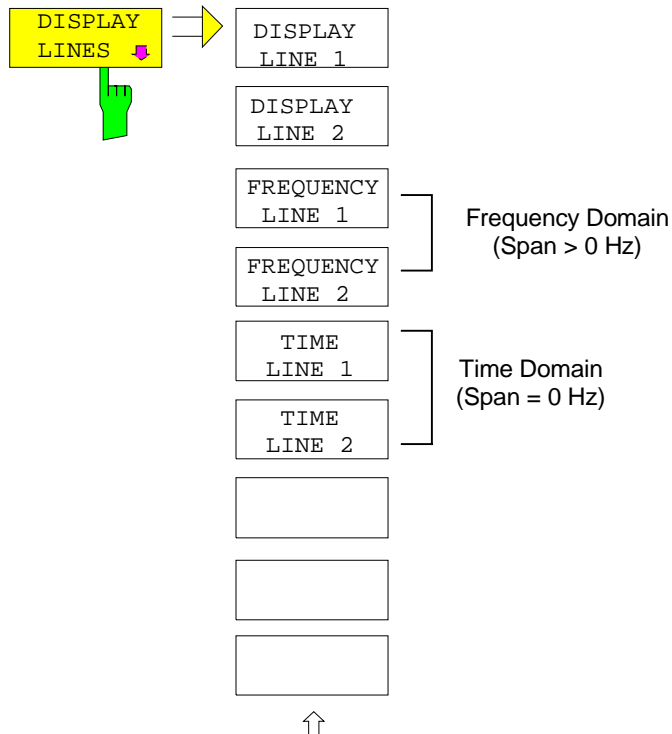 DISPLAY
LINES
DISPLAY
LINE 1
DISPLAY
LINE 2
FREQUENCY
LINE 1
FREQUENCY
LINE 2
Frequency Domain
(Span > 0 Hz)
TIME
LINE 1
TIME
LINE 2
Time Domain
(Span = 0 Hz)